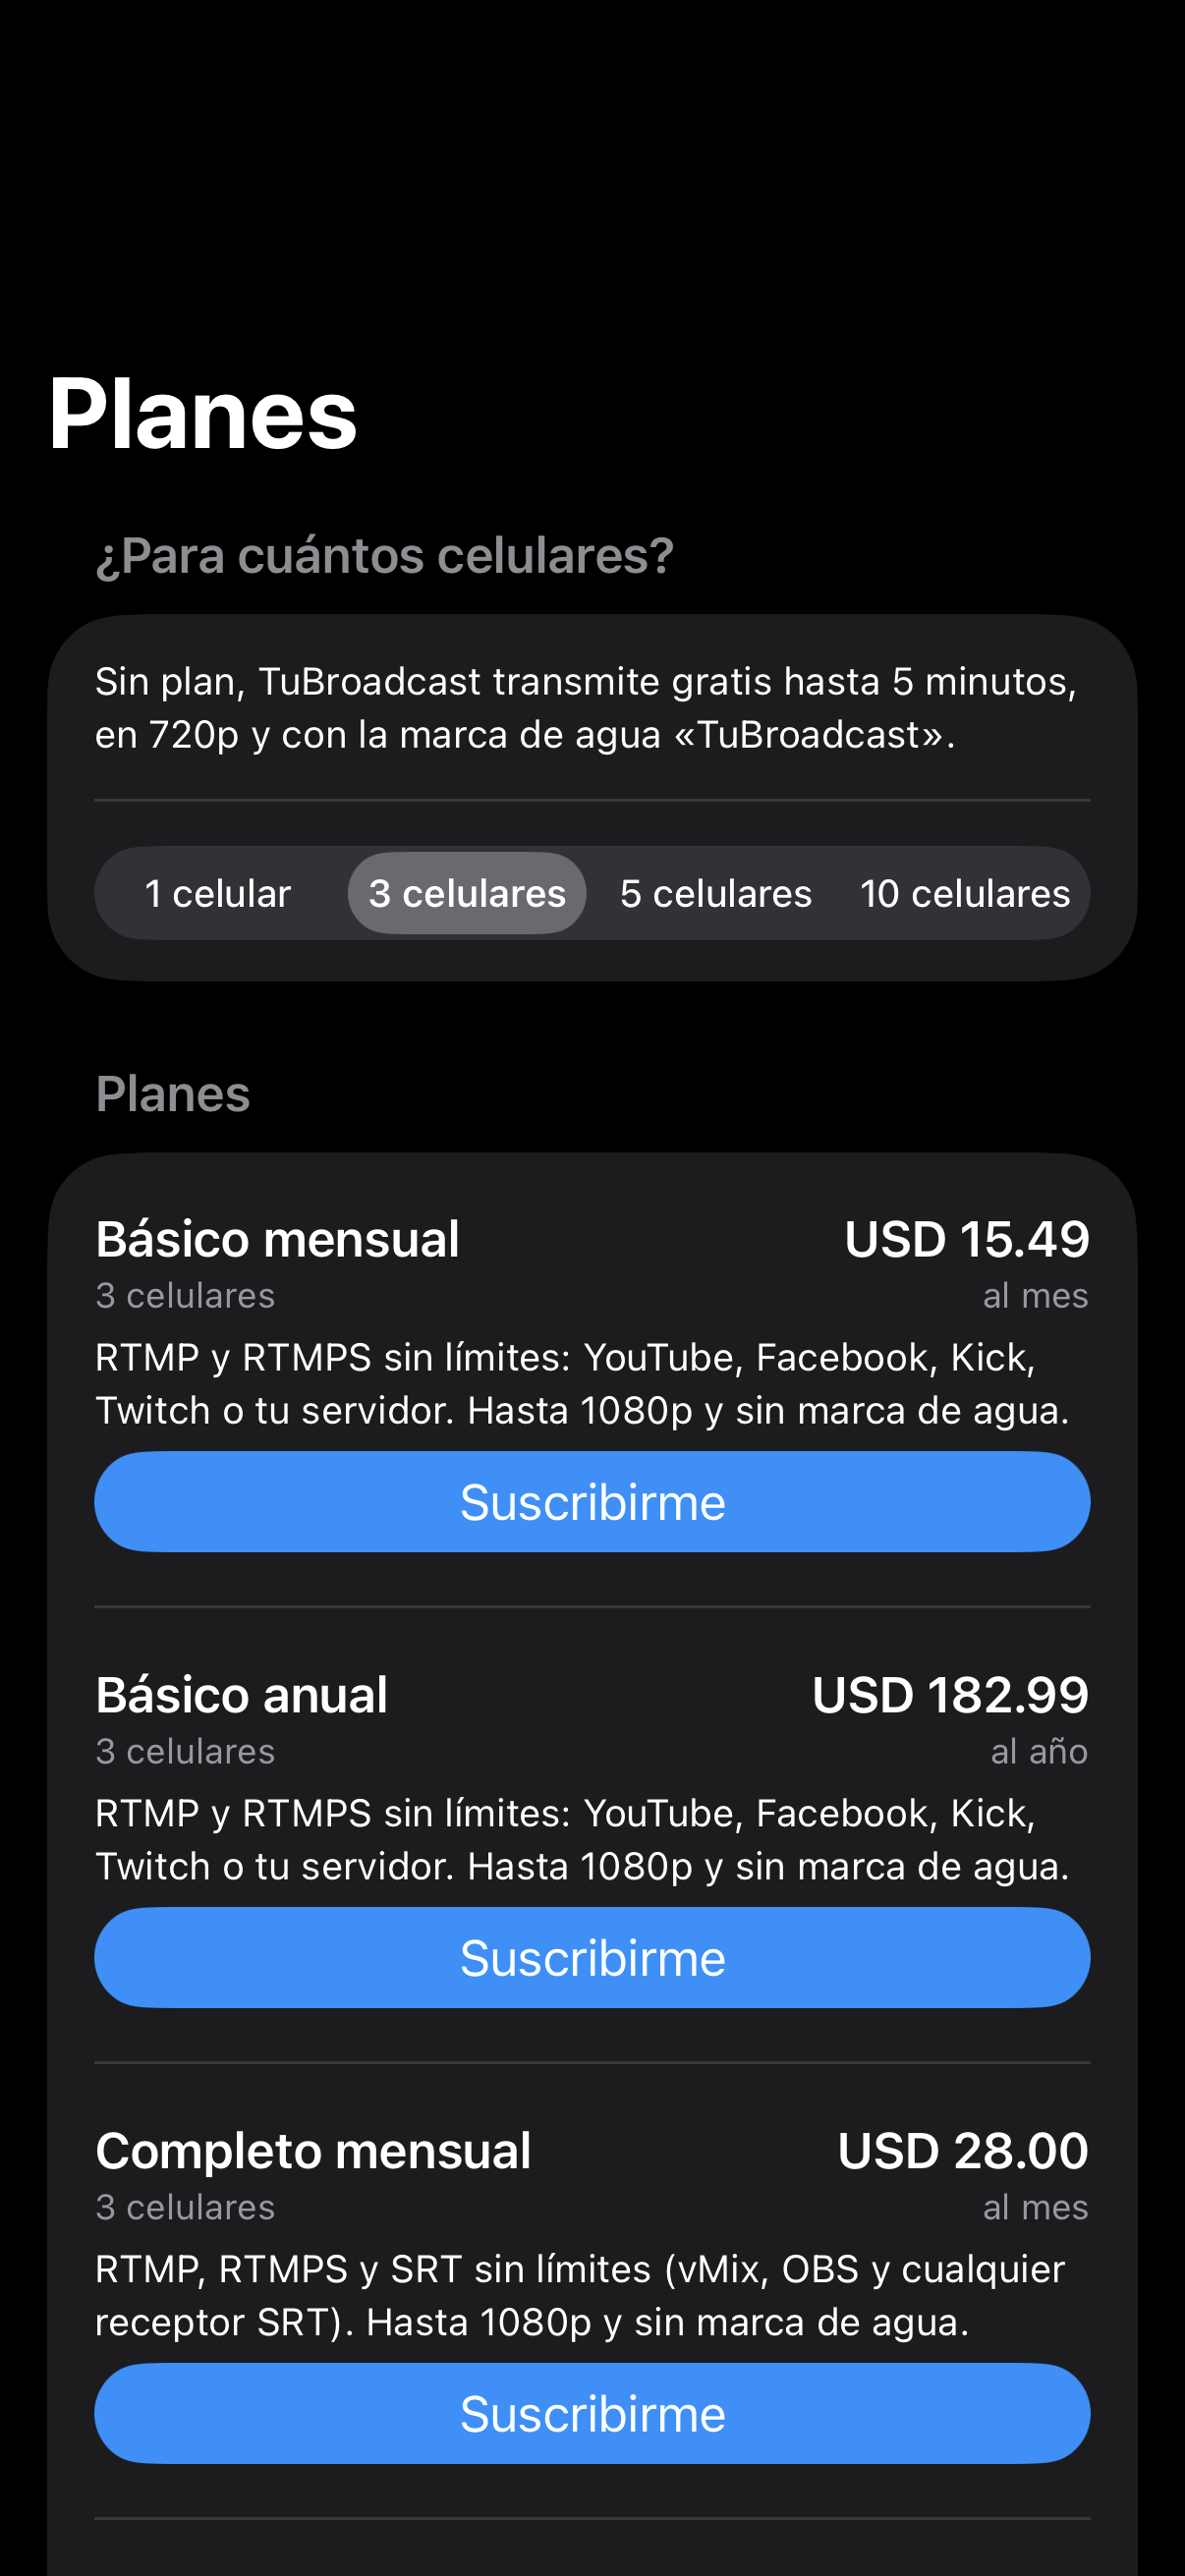 Planes
¿Para cuántos celulares?
Sin plan, TuBroadcast transmite gratis hasta 5 minutos,
en 720p y con la marca de agua «TuBroadcast».
1 celular 3 celulares 5 celulares 10 celulares
Planes
Básico mensual USD 15.49
3 celulares al mes
RTMP y RTMPS sin límites: YouTube, Facebook, Kick,
Twitch o tu servidor. Hasta 1080p y sin marca de agua.
Suscribirme
Básico anual USD 182.99
3 celulares al año
RTMP y RTMPS sin límites: YouTube, Facebook, Kick,
Twitch o tu servidor. Hasta 1080p y sin marca de agua.
Suscribirme
Completo mensual USD 28.00
3 celulares al mes
RTMP, RTMPS y SRT sin límites (vMix, OBS y cualquier
receptor SRT). Hasta 1080p y sin marca de agua.
Suscribirme